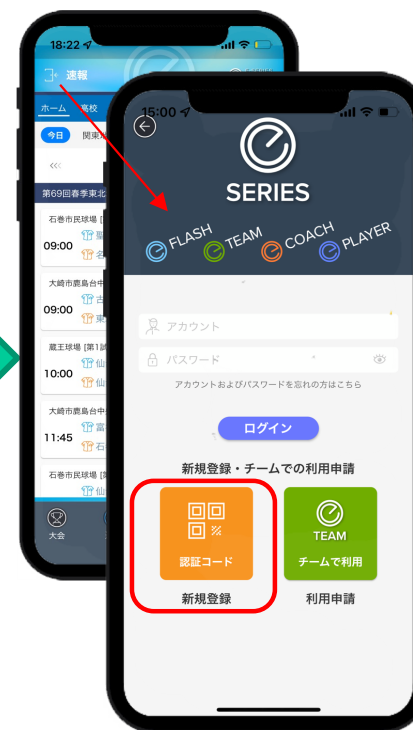 18:22
速報
ホーム 高校
今日 関東
第69回春季東北
石巻市民球場 [
09:00
大崎市鹿島台中
09:00
蔵王球場 [第1試
10:00 仙
仙
大崎市鹿島台中
11:45 富
石
石巻市民球場 [第
仙
大会
15:00
SERIES
FLASH TEAM COACH PLAYER
アカウント
パスワード
アカウントおよびパスワードを忘れの方はこちら
ログイン
新規登録・チームでの利用申請
認証コード
TEAM
チームで利用
新規登録 利用申請